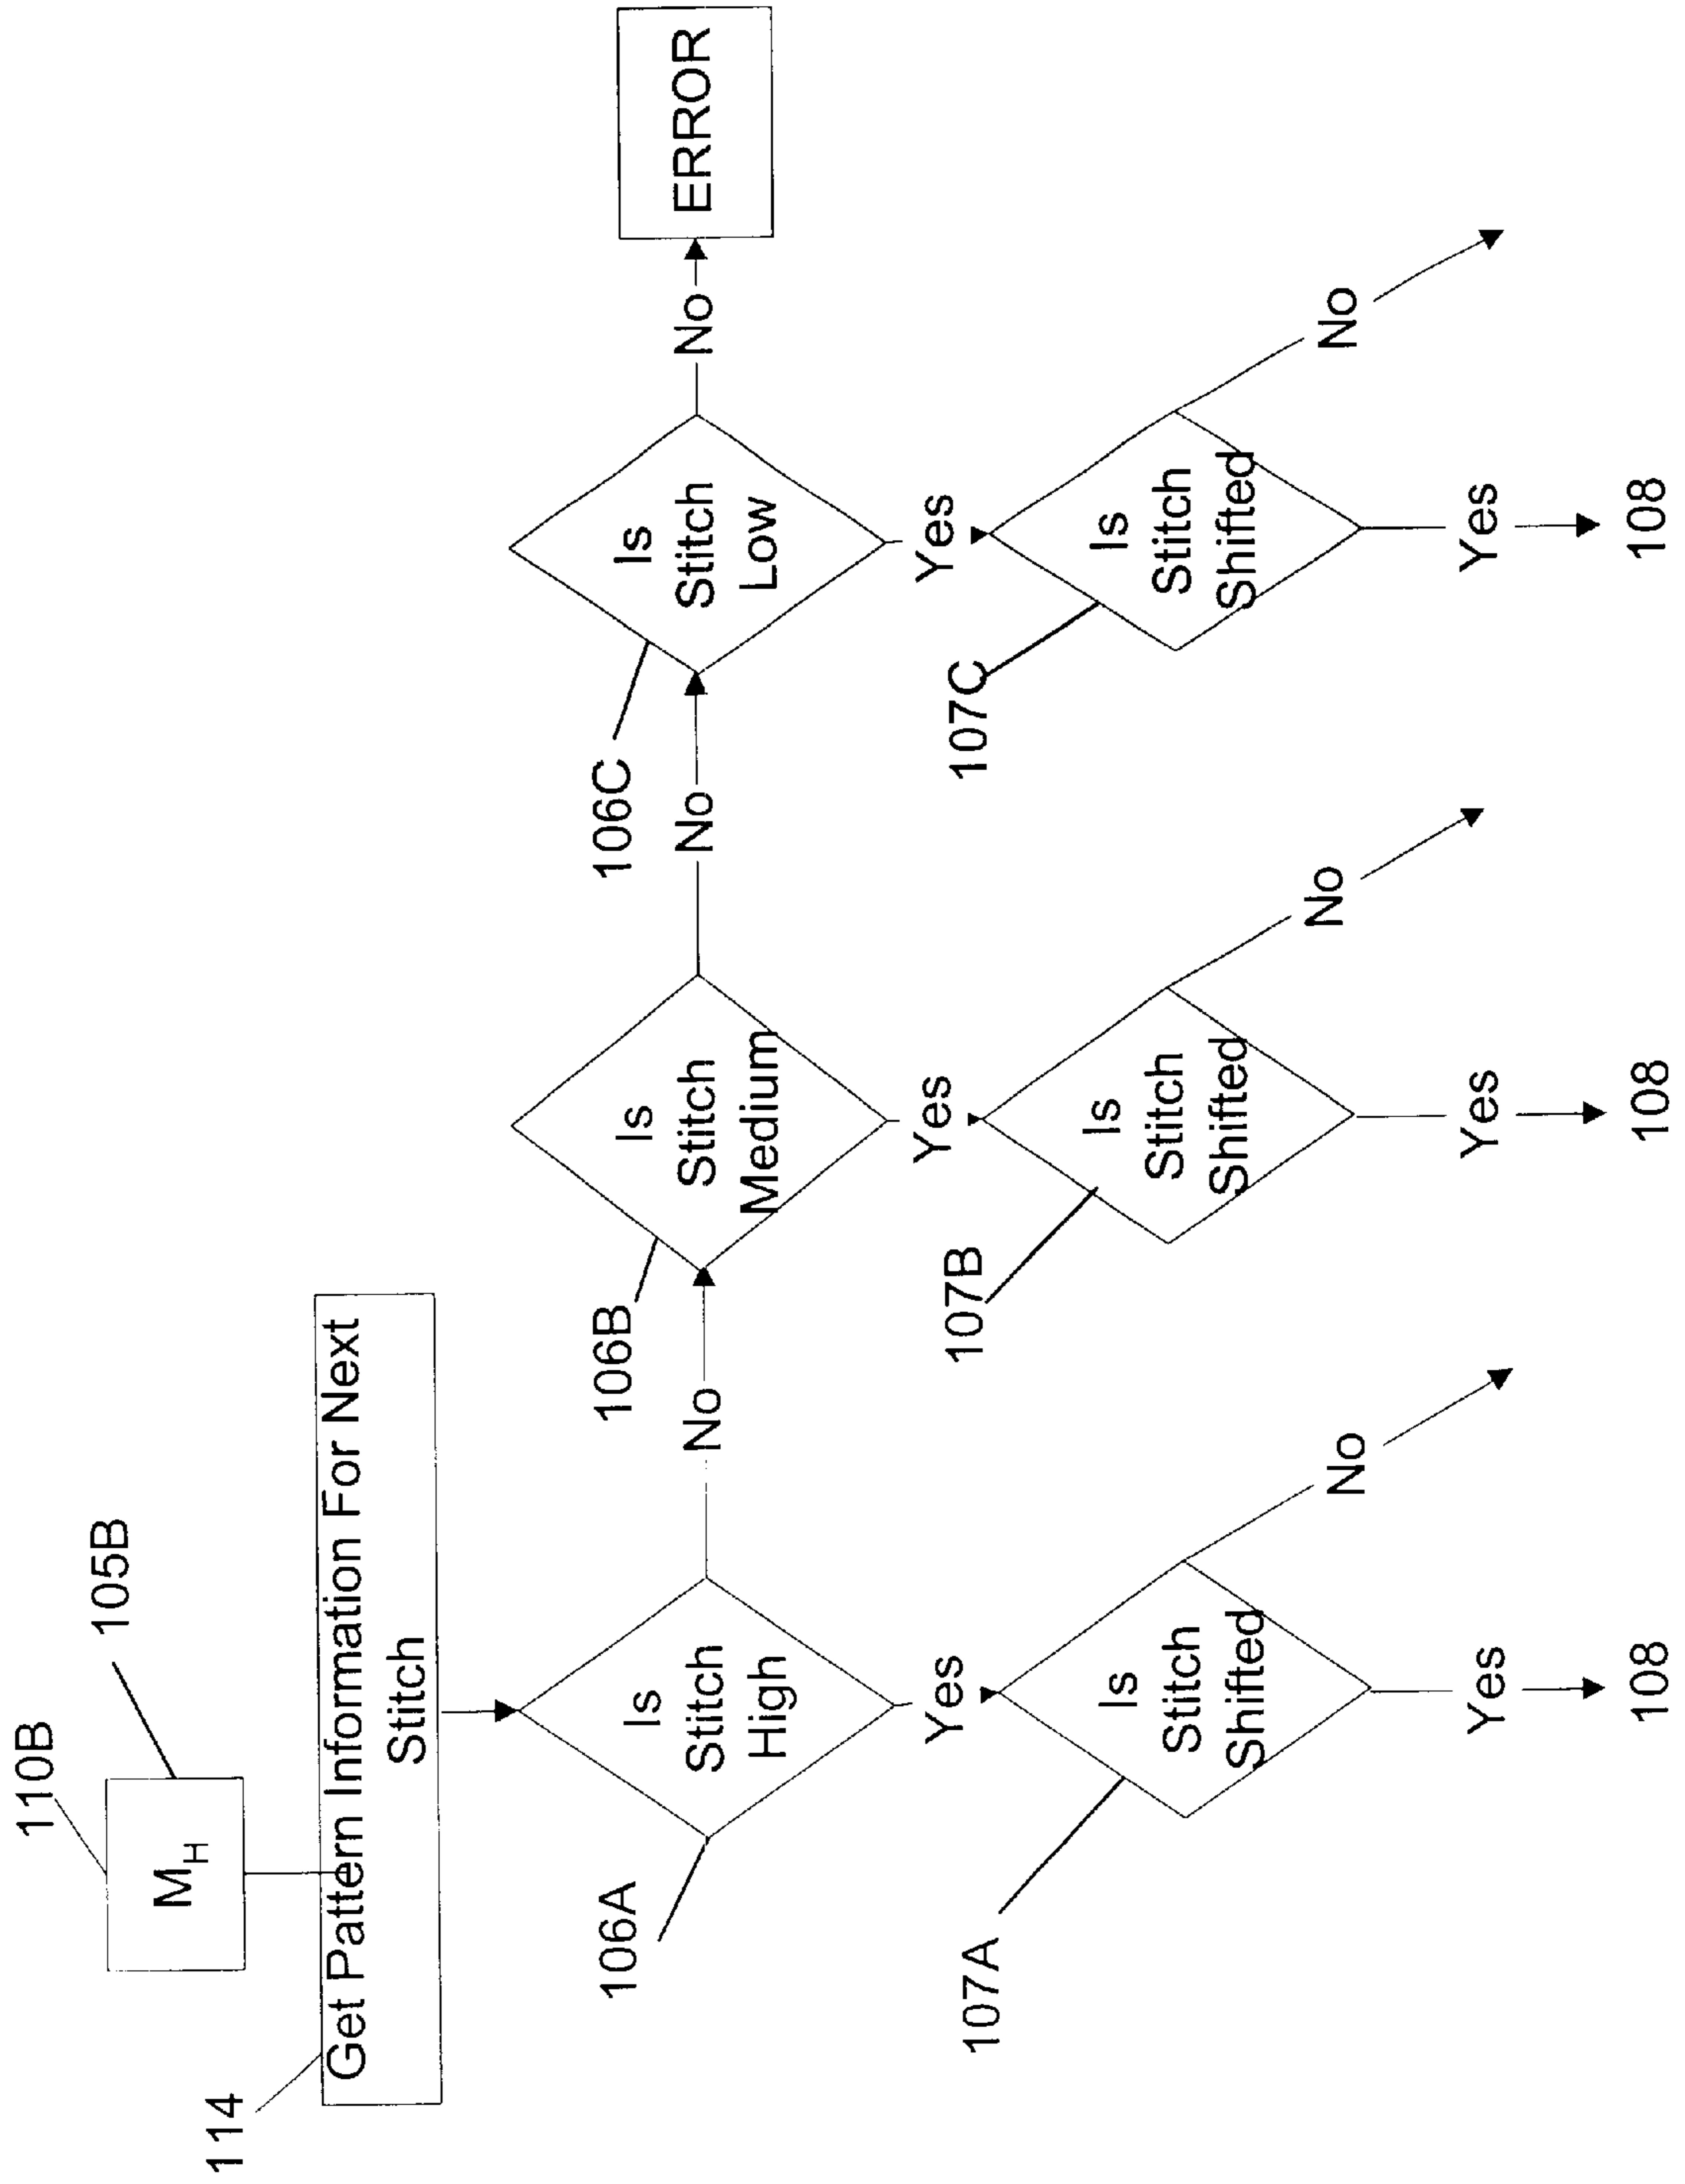 110B
105B
M_H
114
Get Pattern Information For Next
Stitch
106A
Is
Stitch
High
No
106B
Is
Stitch
Medium
No
106C
Is
Stitch
Low
No
ERROR
Yes
Yes
Yes
107A
Is
Stitch
Shifted
No
107B
Is
Stitch
Shifted
No
107C
Is
Stitch
Shifted
No
Yes
Yes
Yes
108
108
108